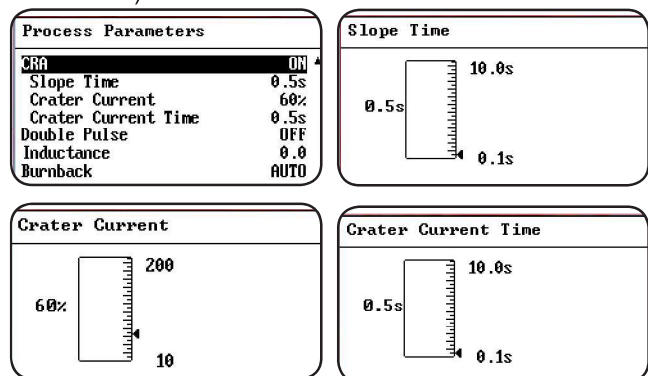 Process Parameters
CRA ON
Slope Time 0.5s
Crater Current 60%
Crater Current Time 0.5s
Double Pulse OFF
Inductance 0.0
Burnback AUTO
Slope Time
10.0s
0.5s
0.1s
Crater Current
200
60%
10
Crater Current Time
10.0s
0.5s
0.1s